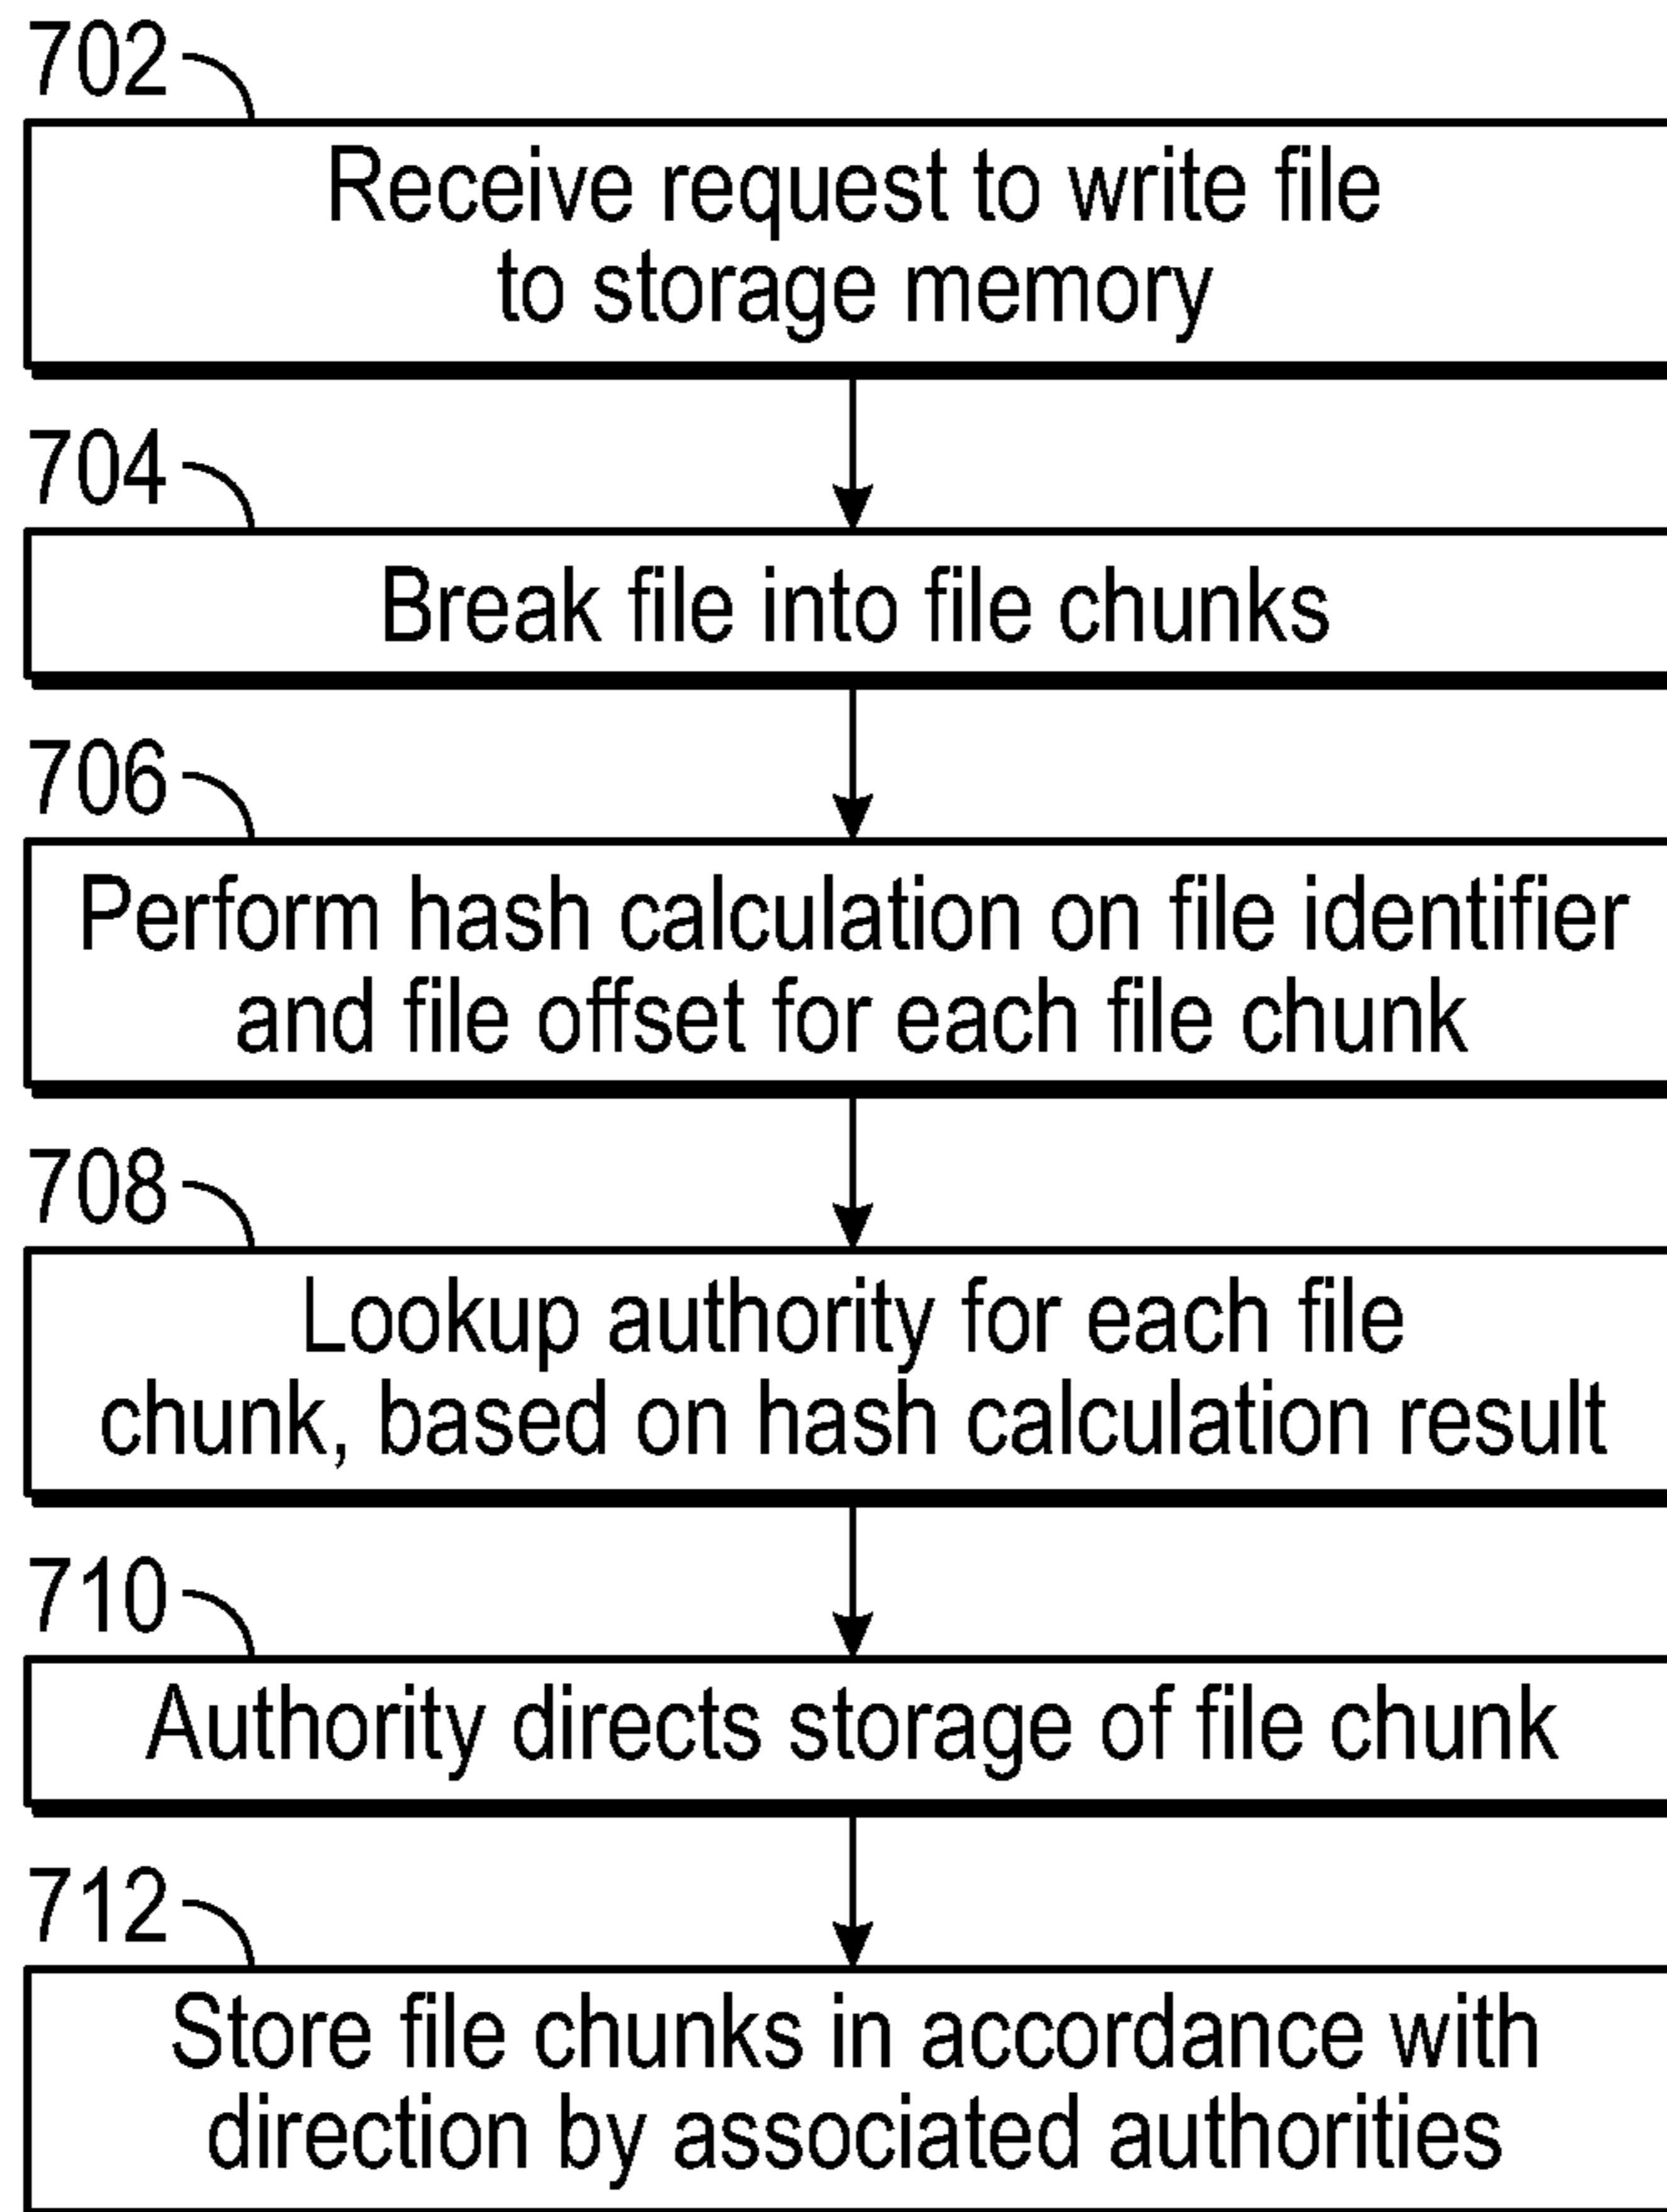 702
Receive request to write file
to storage memory
704
Break file into file chunks
706
Perform hash calculation on file identifier
and file offset for each file chunk
708
Lookup authority for each file
chunk, based on hash calculation result
710
Authority directs storage of file chunk
712
Store file chunks in accordance with
direction by associated authorities